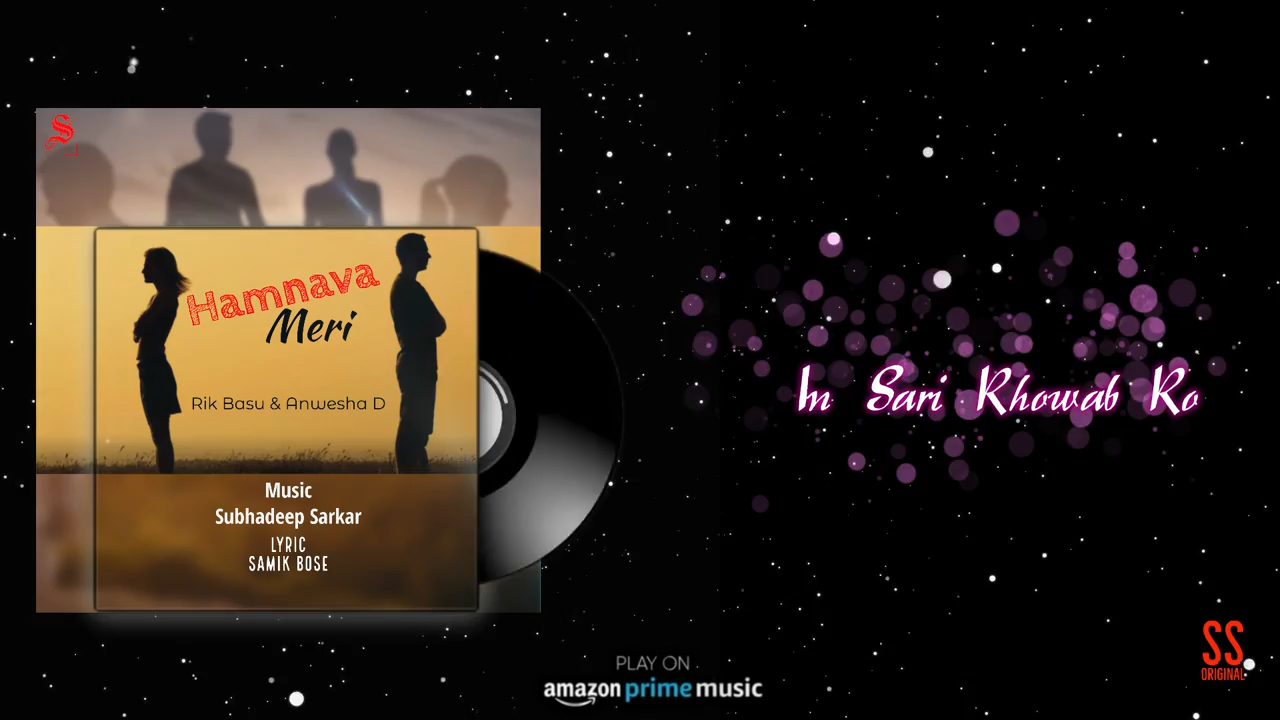 S
Hamnava
Meri
Rik Basu & Anwesha D
Music
Subhadeep Sarkar
LYRIC
SAMIK BOSE
In Sari Khowab Ko
PLAY ON
amazon prime music
SS
ORIGINAL